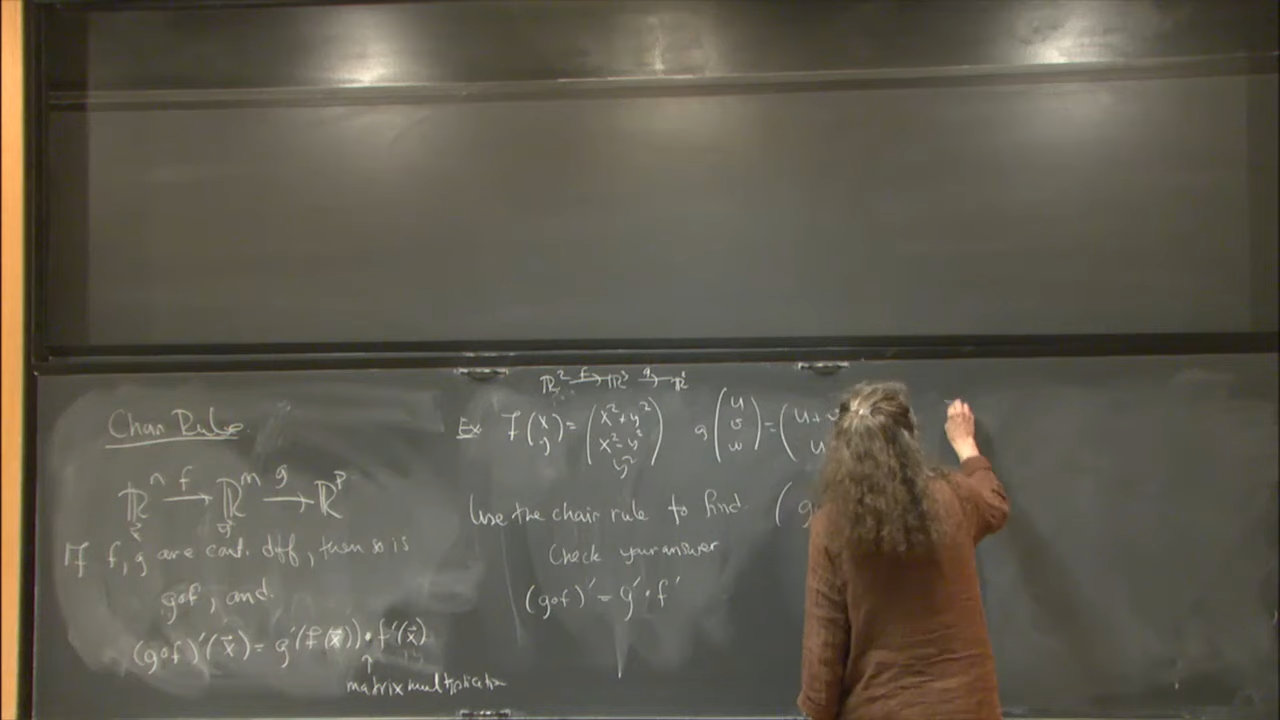 Chain Rule
ℝⁿ →f ℝᵐ →g ℝᵖ
If f, g are cont. diff, then so is
g∘f, and
(g∘f)'(x⃗) = g'(f(x⃗)) • f'(x⃗)
↑
matrix multiplication
ℝ² →f ℝ³ →g
Ex f(x y) = (x²+y² x²-y² y²) g(u v w) = (u+
Use the chain rule to find (g
Check your answer
(g∘f)' = g' • f'